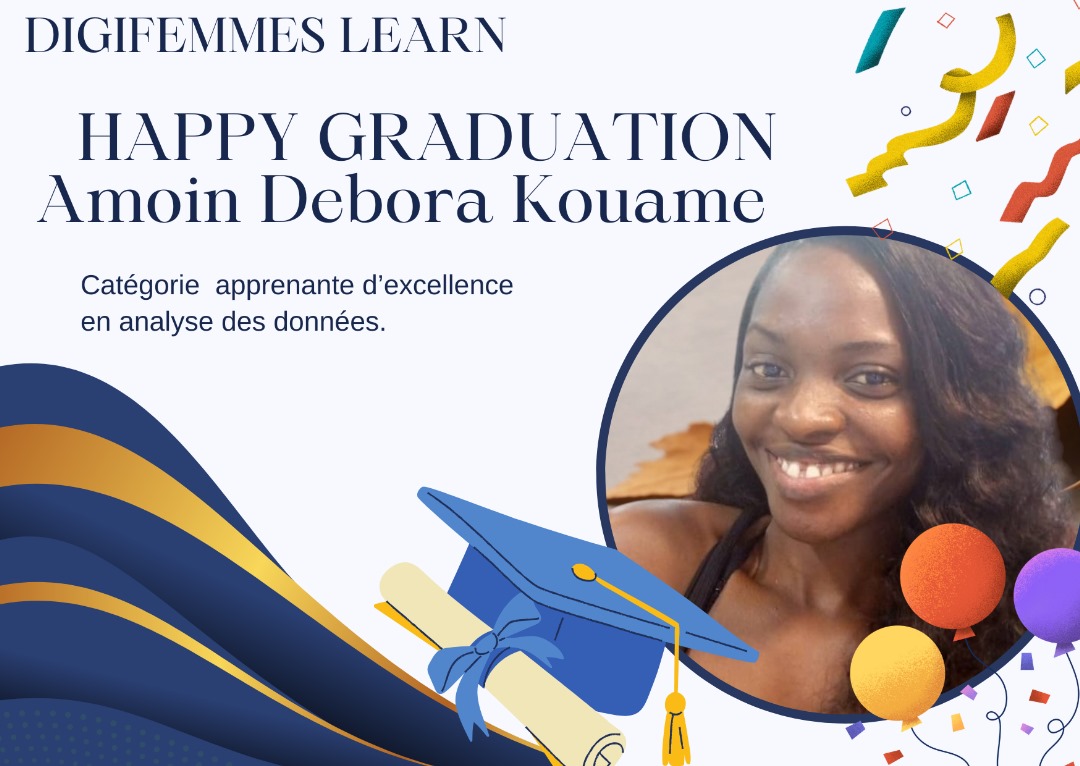 DIGIFEMMES LEARN
HAPPY GRADUATION
Amoin Debora Kouame
Catégorie  apprenante d’excellence
en analyse des données.